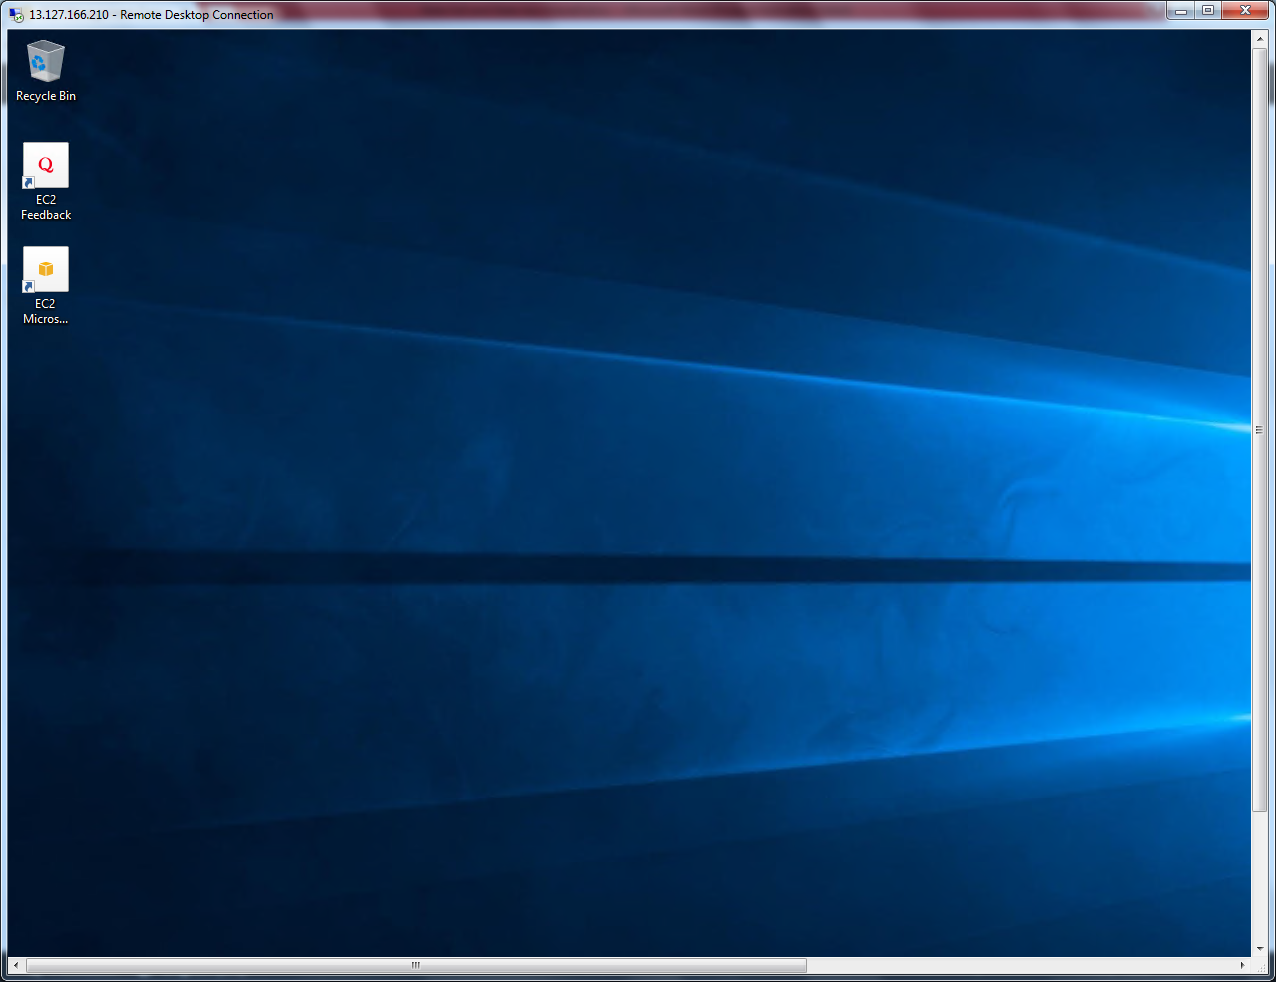 13.127.166.210 - Remote Desktop Connection
Recycle Bin
Q
EC2
Feedback
EC2
Micros...